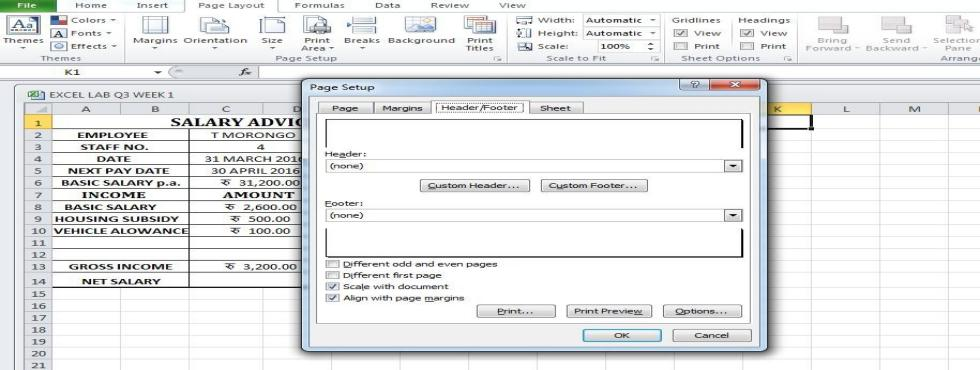 File Home Insert Page Layout Formulas Data Review View
Aa Colors Width: Automatic Gridlines Headings
Fonts Height: Automatic View View
Themes Effects Margins Orientation Size Print Area Breaks Background Print Titles Scale: 100% Print Print Bring Forward Send Backward Selection Pane
Themes Page Setup Scale to Fit Sheet Options Arrang
K1 fx
EXCEL LAB Q3 WEEK 1
A B C D K L M
1 SALARY ADVIC
2 EMPLOYEE T MORONGO
3 STAFF NO. 4
4 DATE 31 MARCH 2016
5 NEXT PAY DATE 30 APRIL 2016
6 BASIC SALARY p.a. रु 31,200.00
7 INCOME AMOUNT
8 BASIC SALARY रु 2,600.00
9 HOUSING SUBSIDY रु 500.00
10 VEHICLE ALOWANCE रु 100.00
11
12
13 GROSS INCOME रु 3,200.00
14 NET SALARY
15
16
17
18
19
20
21
Page Setup
Page Margins Header/Footer Sheet
Header:
(none)
Custom Header... Custom Footer...
Footer:
(none)
Different odd and even pages
Different first page
Scale with document
Align with page margins
Print... Print Preview Options...
OK Cancel